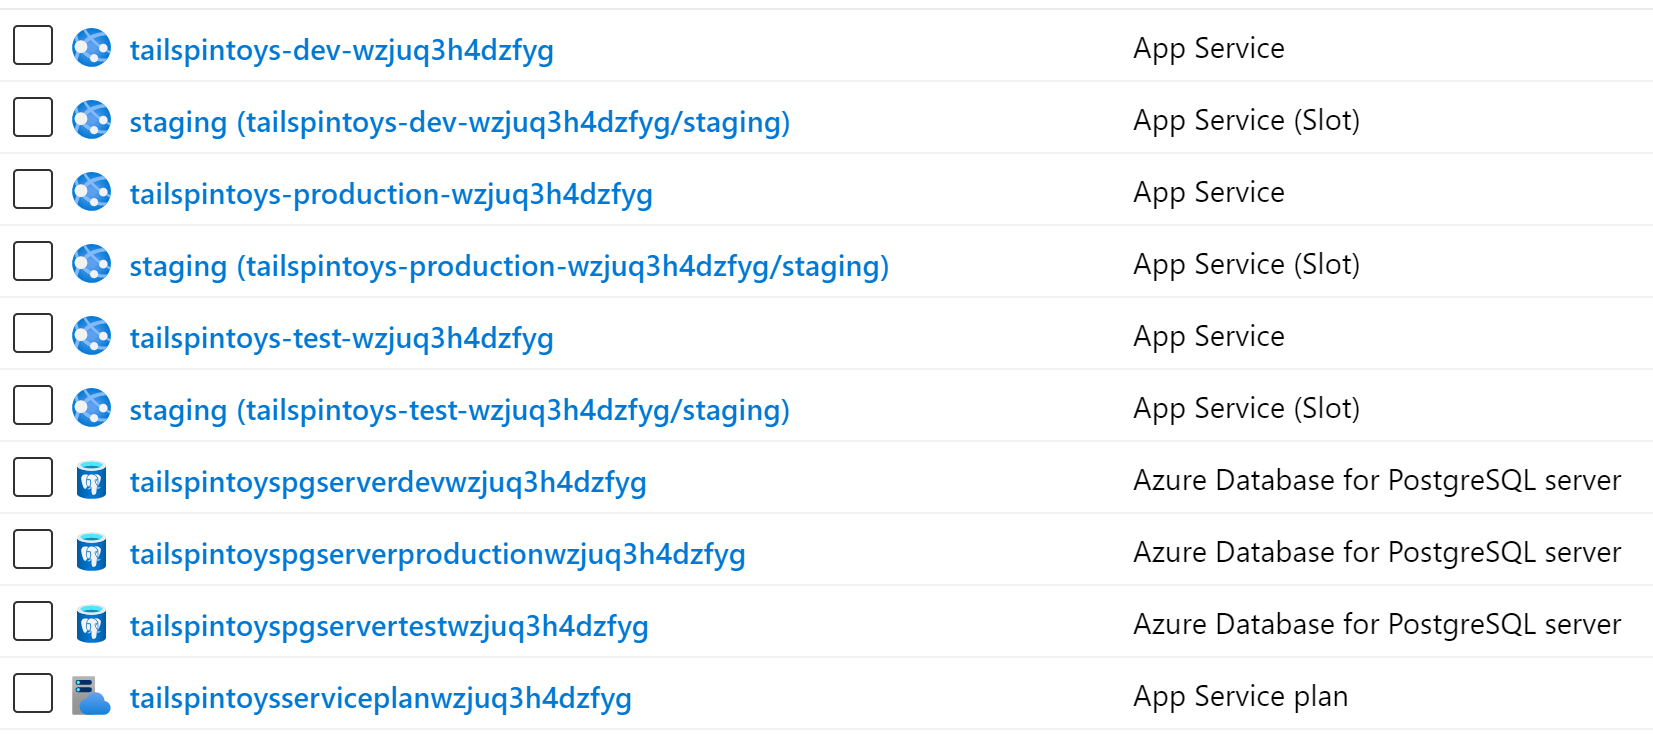 tailspintoys-dev-wzjuq3h4dzfyg App Service
staging (tailspintoys-dev-wzjuq3h4dzfyg/staging) App Service (Slot)
tailspintoys-production-wzjuq3h4dzfyg App Service
staging (tailspintoys-production-wzjuq3h4dzfyg/staging) App Service (Slot)
tailspintoys-test-wzjuq3h4dzfyg App Service
staging (tailspintoys-test-wzjuq3h4dzfyg/staging) App Service (Slot)
tailspintoyspgserverdevwzjuq3h4dzfyg Azure Database for PostgreSQL server
tailspintoyspgserverproductionwzjuq3h4dzfyg Azure Database for PostgreSQL server
tailspintoyspgservertestwzjuq3h4dzfyg Azure Database for PostgreSQL server
tailspintoysserviceplanwzjuq3h4dzfyg App Service plan